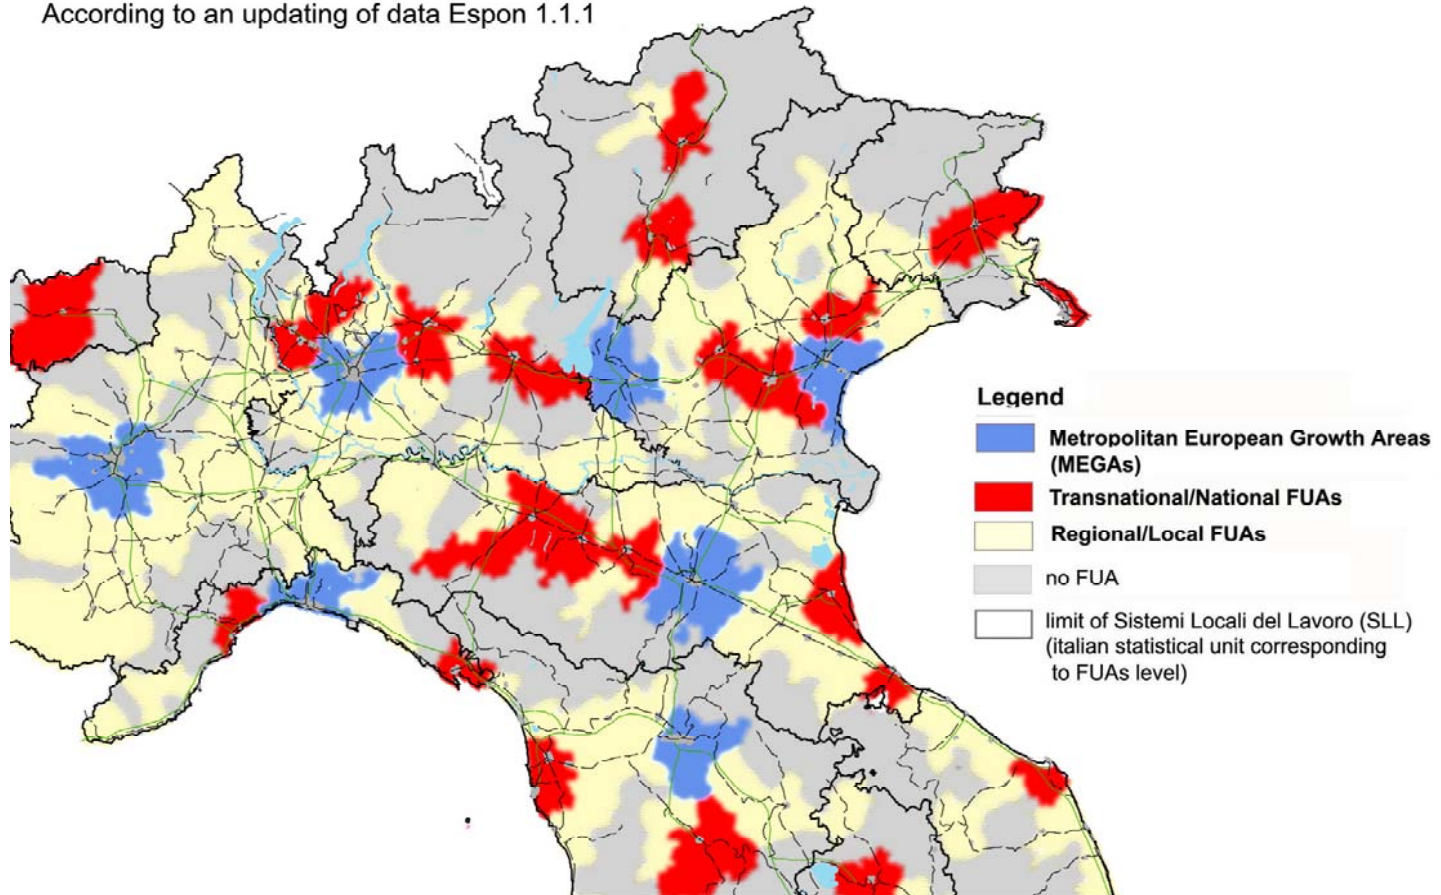 According to an updating of data Espon 1.1.1
Legend
Metropolitan European Growth Areas
(MEGAs)
Transnational/National FUAs
Regional/Local FUAs
no FUA
limit of Sistemi Locali del Lavoro (SLL)
(italian statistical unit corresponding
to FUAs level)